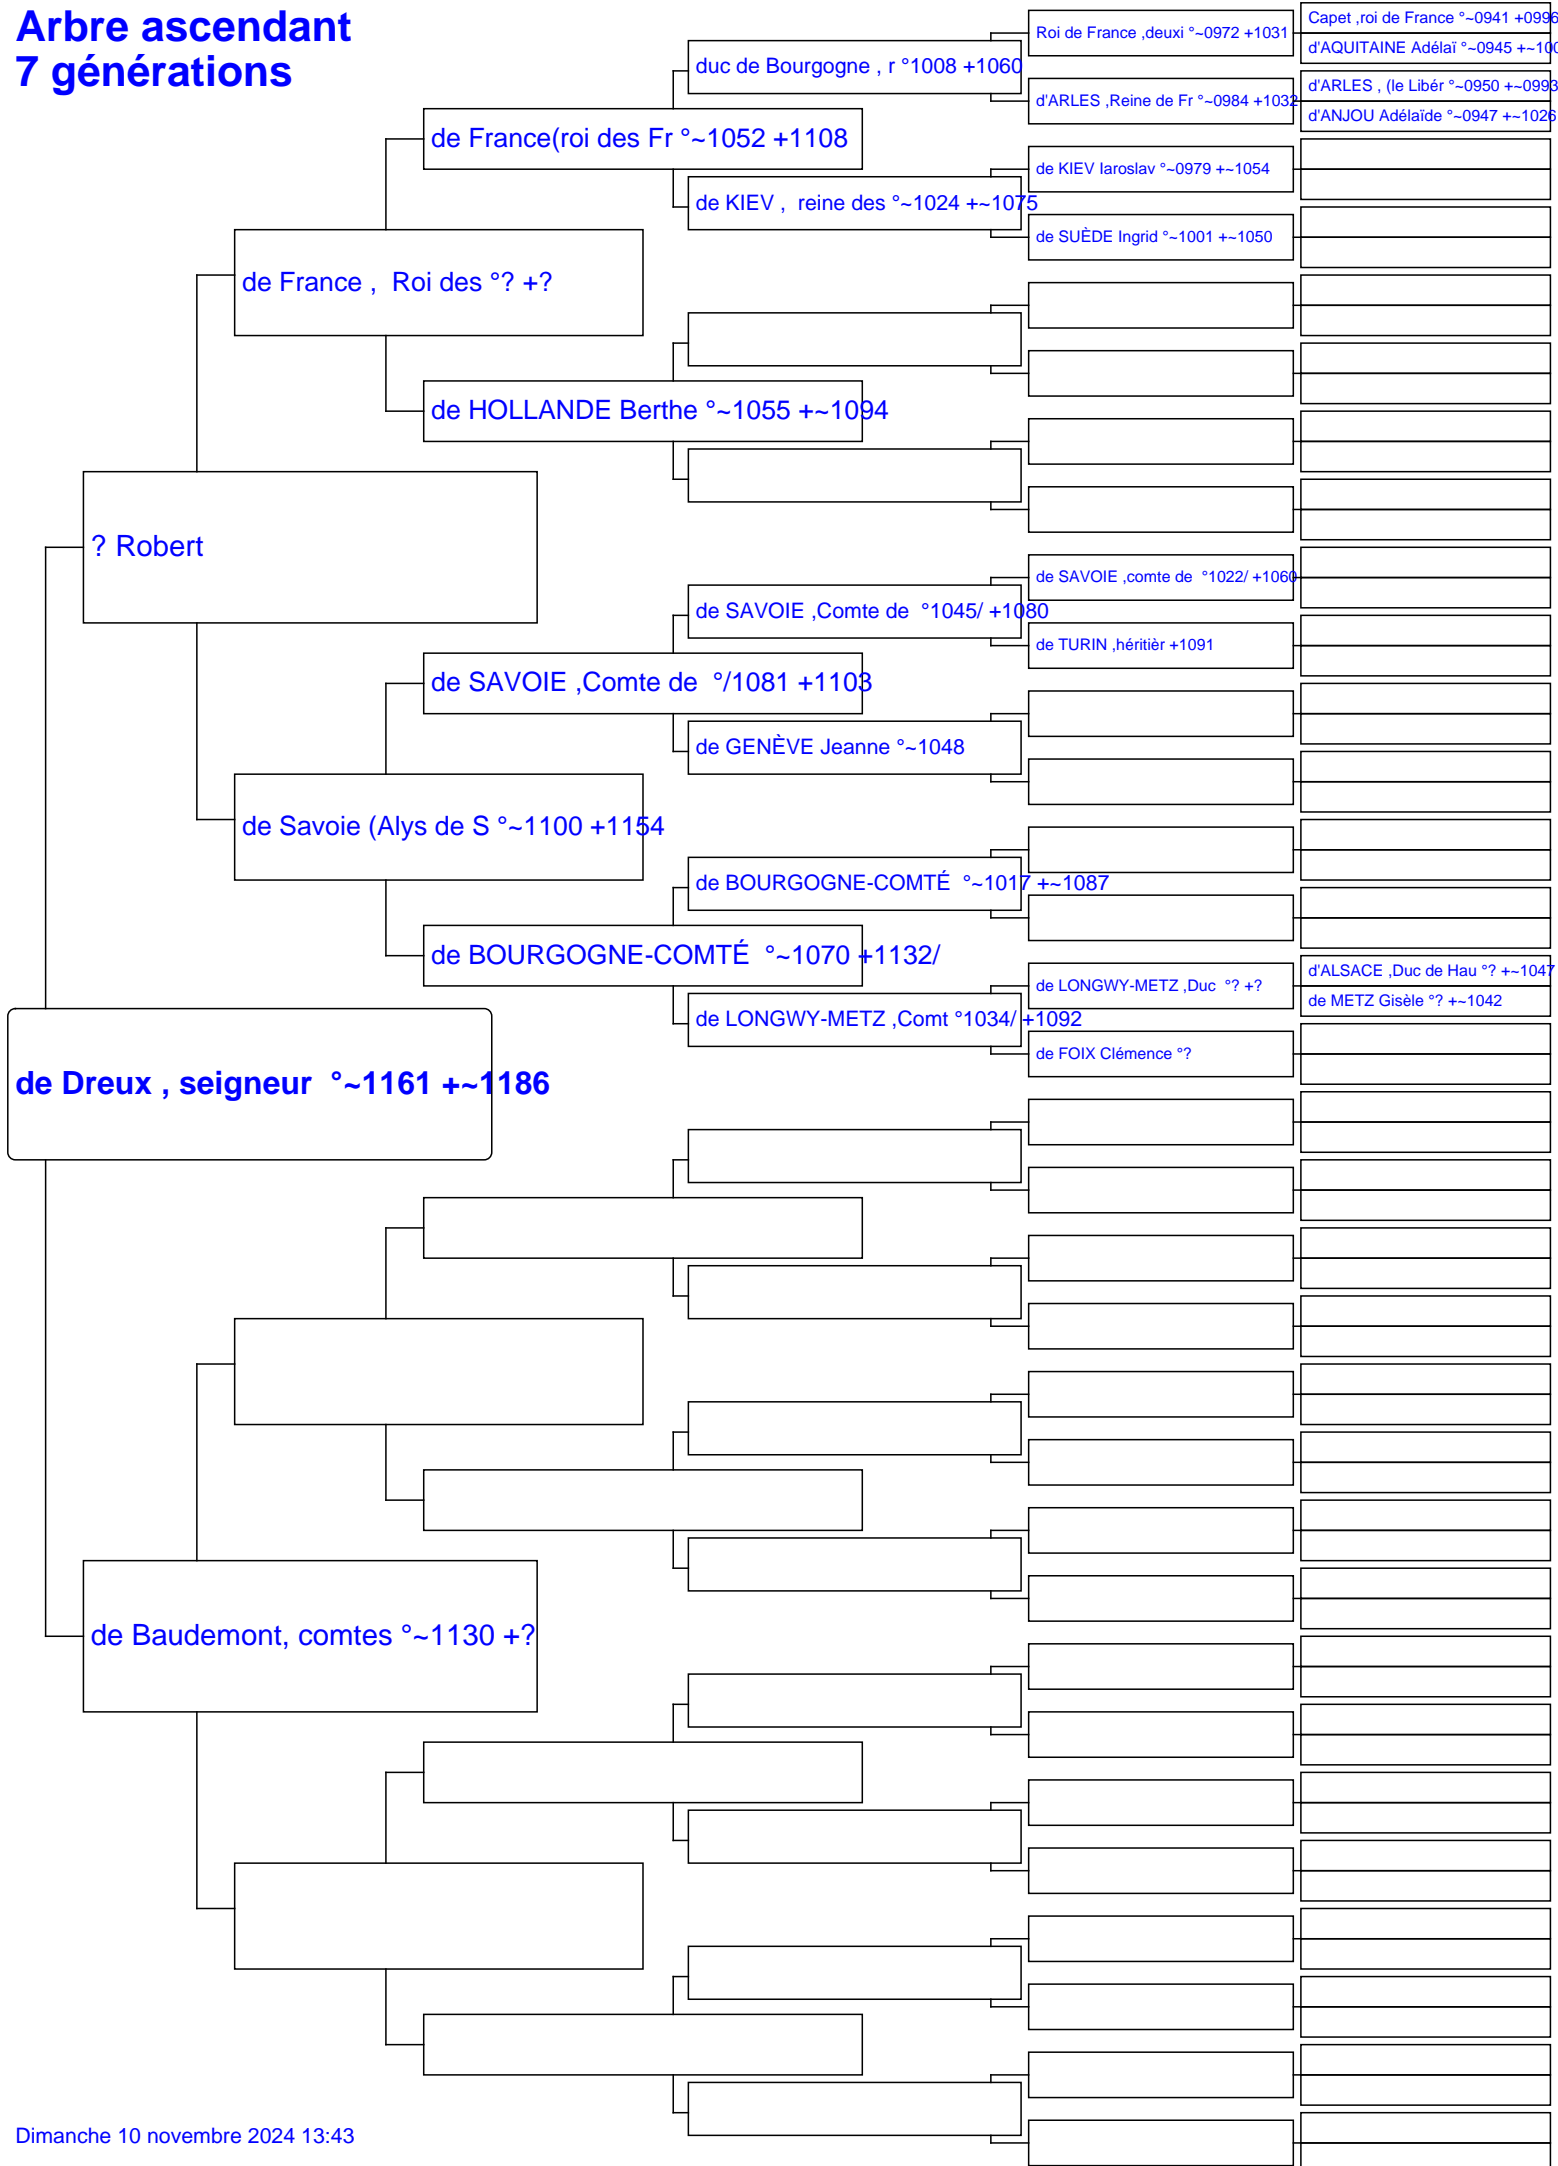 Arbre ascendant
7 générations
Capet ,roi de France °~0941 +0996
Roi de France ,deuxi °~0972 +1031
d'AQUITAINE Adélaï °~0945 +~100
duc de Bourgogne , r °1008 +1060
d'ARLES , (le Libér °~0950 +~0993
d'ARLES ,Reine de Fr °~0984 +1032
d'ANJOU Adélaïde °~0947 +~1026
de France(roi des Fr °~1052 +1108
de KIEV Iaroslav °~0979 +~1054
de KIEV ,  reine des °~1024 +~1075
de SUÈDE Ingrid °~1001 +~1050
de France ,  Roi des °? +?
de HOLLANDE Berthe °~1055 +~1094
? Robert
de SAVOIE ,comte de  °1022/ +1060
de SAVOIE ,Comte de  °1045/ +1080
de TURIN ,héritièr +1091
de SAVOIE ,Comte de  °/1081 +1103
de GENÈVE Jeanne °~1048
de Savoie (Alys de S °~1100 +1154
de BOURGOGNE-COMTÉ  °~1017 +~1087
de BOURGOGNE-COMTÉ  °~1070 +1132/
d'ALSACE ,Duc de Hau °? +~1047
de LONGWY-METZ ,Duc  °? +?
de METZ Gisèle °? +~1042
de LONGWY-METZ ,Comt °1034/ +1092
de FOIX Clémence °?
de Dreux , seigneur  °~1161 +~1186
de Baudemont, comtes °~1130 +?
Dimanche 10 novembre 2024 13:43